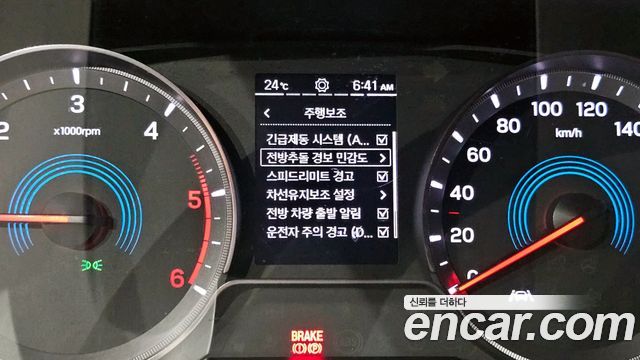 24℃ 6:41 AM
주행보조
긴급제동 시스템 (A...
전방추돌 경보 민감도
스피드리미트 경고
차선유지보조 설정
전방 차량 출발 알림
운전자 주의 경고 (D...
2 3 4 5 6
x1000rpm
0 20 40 60 80 100 120 140
km/h
BRAKE
P
신뢰를 더하다
encar.com